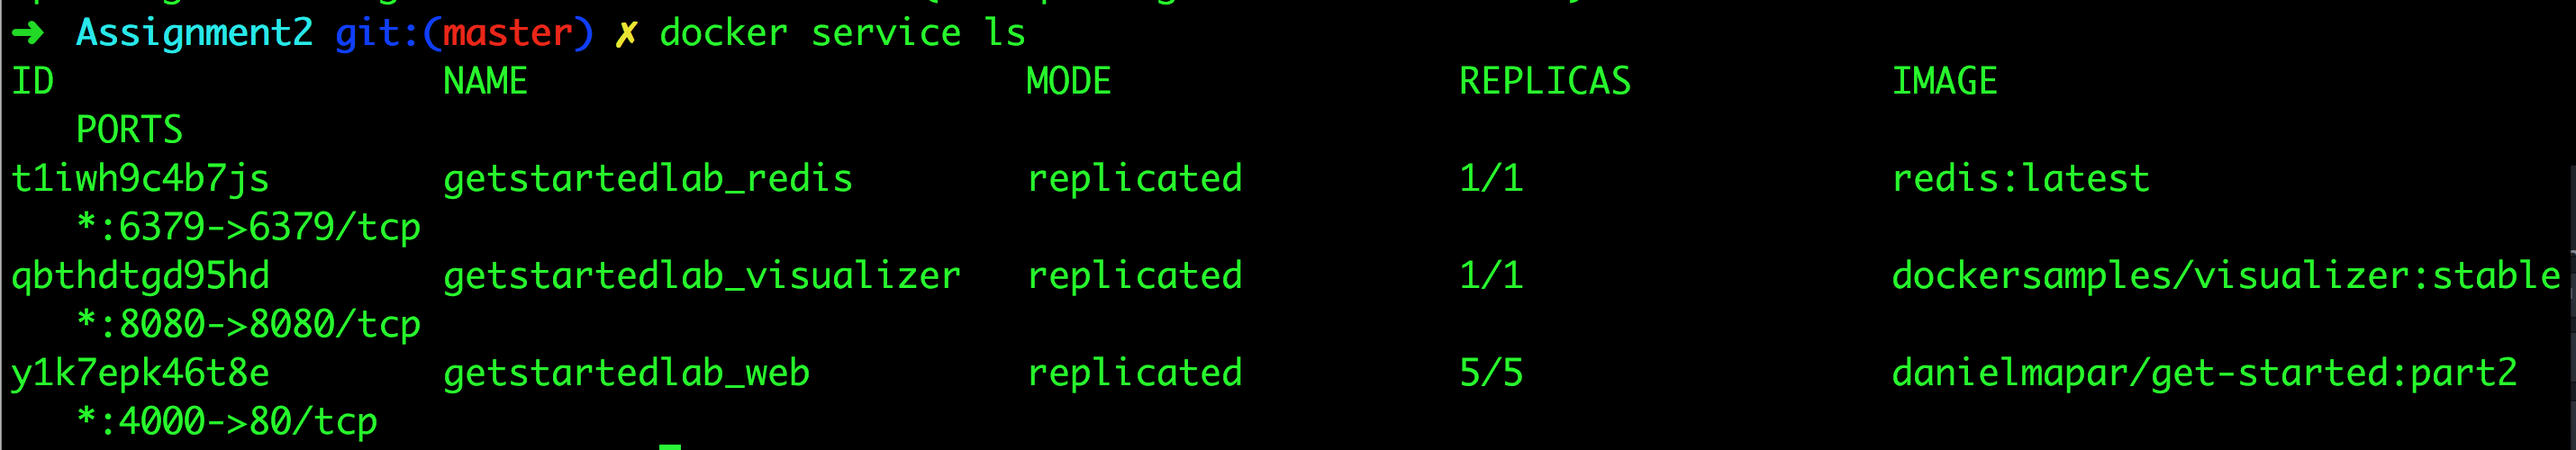 ➜  Assignment2 git:(master) ✗ docker service ls
ID                  NAME                       MODE                REPLICAS            IMAGE
   PORTS
t1iwh9c4b7js        getstartedlab_redis        replicated          1/1                 redis:latest
   *:6379->6379/tcp
qbthdtgd95hd        getstartedlab_visualizer   replicated          1/1                 dockersamples/visualizer:stable
   *:8080->8080/tcp
y1k7epk46t8e        getstartedlab_web          replicated          5/5                 danielmapar/get-started:part2
   *:4000->80/tcp